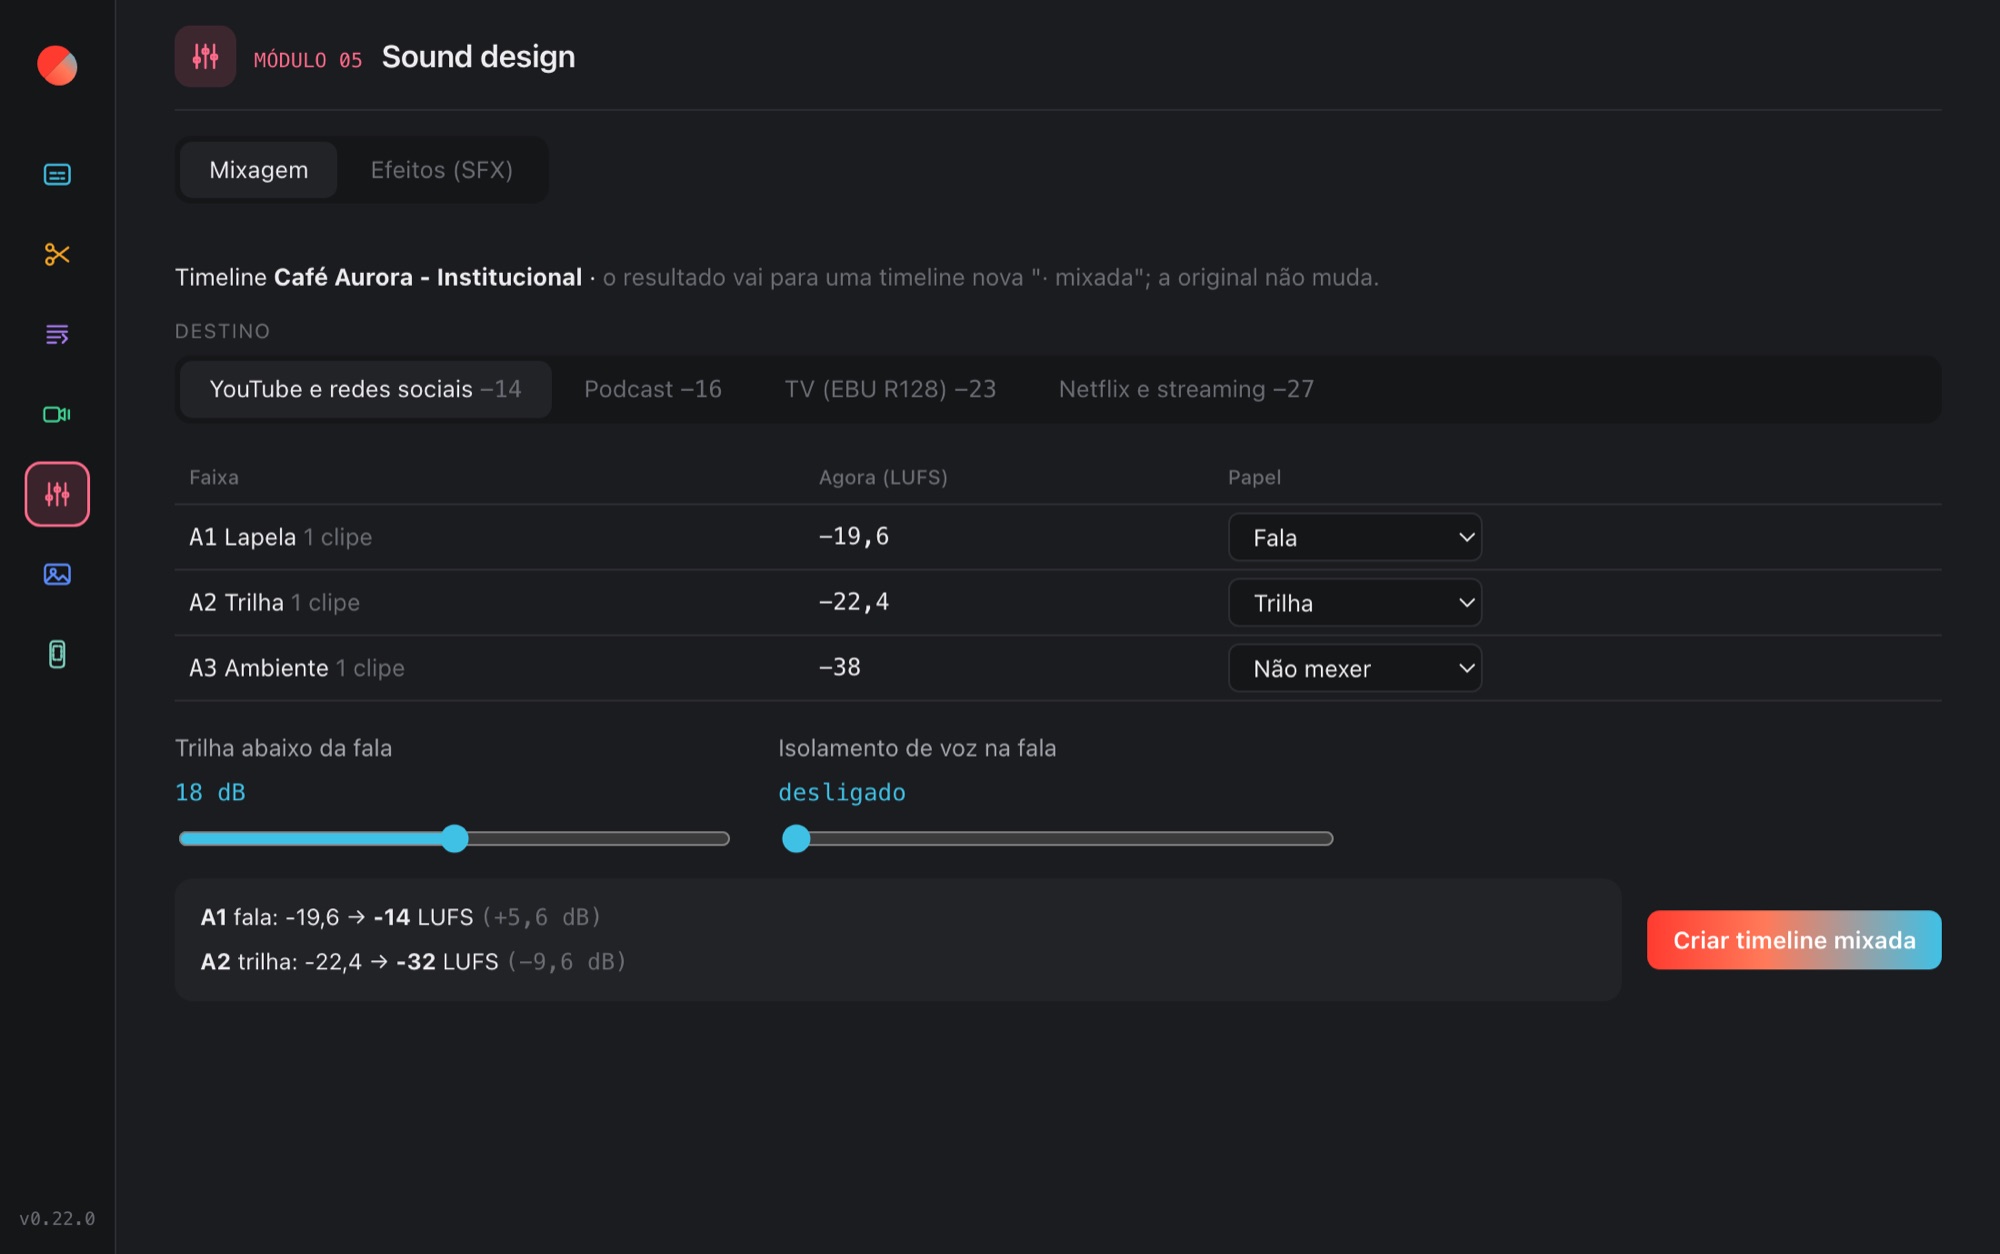 MÓDULO 05 Sound design
Mixagem Efeitos (SFX)
Timeline Café Aurora - Institucional · o resultado vai para uma timeline nova "· mixada"; a original não muda.
DESTINO
YouTube e redes sociais −14 Podcast −16 TV (EBU R128) −23 Netflix e streaming −27
Faixa Agora (LUFS) Papel
A1 Lapela 1 clipe −19,6 Fala
A2 Trilha 1 clipe −22,4 Trilha
A3 Ambiente 1 clipe −38 Não mexer
Trilha abaixo da fala Isolamento de voz na fala
18 dB desligado
A1 fala: -19,6 → -14 LUFS (+5,6 dB)
A2 trilha: -22,4 → -32 LUFS (−9,6 dB)
Criar timeline mixada
v0.22.0